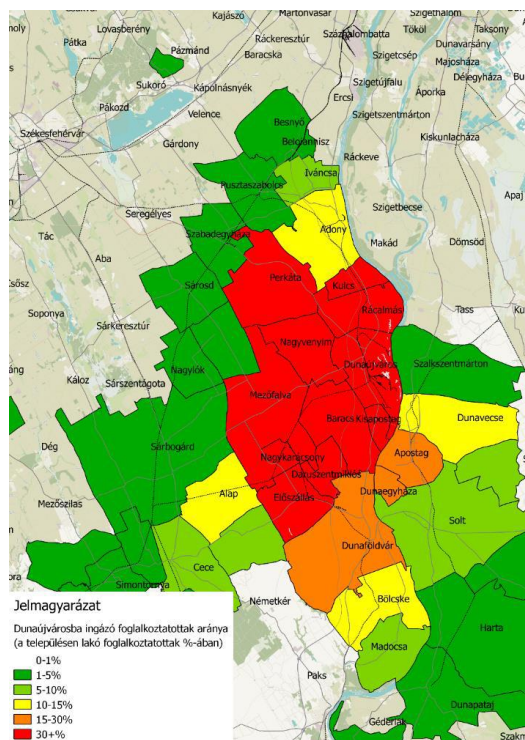 Lovasberény
Kajászó
Martonvásár
Szigethalom
Pátka
Pázmánd
Ráckeresztúr
Százhalombatta
Tököl
Taksony
Baracska
Szigetcsép
Dunavarsány
Majosháza
Sukoró
Kápolnásnyék
Szigetújfalu
Déjegyháza
Pákozd
Velence
Ercsi
Áporka
Székesfehérvár
Besnyő
Szigetszentmárton
Gárdony
Beloiannisz
Kiskunlacháza
Iváncsa
Ráckeve
Pusztaszabolcs
Apaj
Seregélyes
Szigetbecse
Tác
Szabadegyháza
Adony
Makád
Dömsöd
Aba
Perkáta
Kulcs
Soponya
Sárosd
Rácalmás
Tass
Sárkeresztúr
Nagyvenyim
Dunaújváros
Szalkszentmárton
Káloz
Nagylók
Sárszentágota
Mezőfalva
Baracs
Kisapostag
Dunavecse
Dég
Sárbogárd
Apostag
Nagykarácsony
Daruszentmiklós
Mezőszilas
Alap
Előszállás
Dunaegyháza
Solt
Dunaföldvár
Cece
Simontornya
Németkér
Bölcske
Harta
Madocsa
Paks
Dunapataj
Géderlak
Jelmagyarázat
Dunaújvárosba ingázó foglalkoztatottak aránya
(a településen lakó foglalkoztatottak %-ában)
0-1%
1-5%
5-10%
10-15%
15-30%
30+%